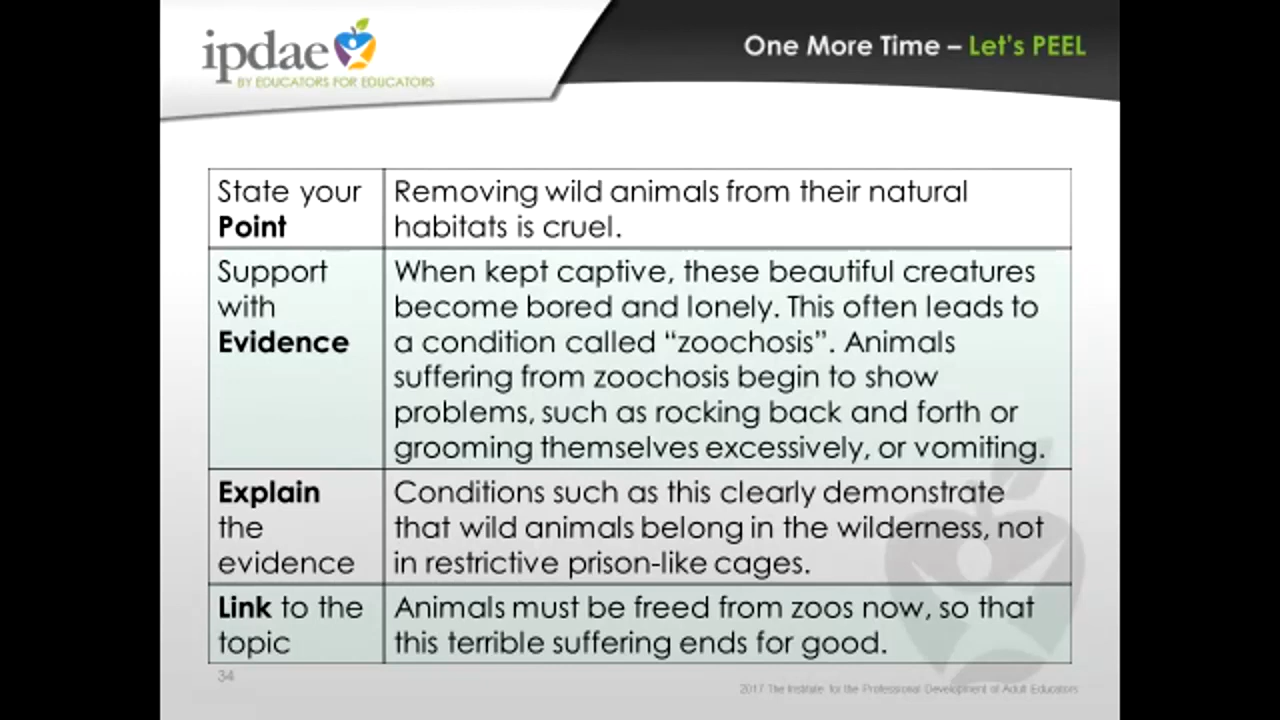 ipdae
BY EDUCATORS FOR EDUCATORS
One More Time – Let's PEEL
State your
Point
Removing wild animals from their natural
habitats is cruel.
Support
with
Evidence
When kept captive, these beautiful creatures
become bored and lonely. This often leads to
a condition called “zoochosis”. Animals
suffering from zoochosis begin to show
problems, such as rocking back and forth or
grooming themselves excessively, or vomiting.
Explain
the
evidence
Conditions such as this clearly demonstrate
that wild animals belong in the wilderness, not
in restrictive prison-like cages.
Link to the
topic
Animals must be freed from zoos now, so that
this terrible suffering ends for good.
34
2017 The Institute for the Professional Development of Adult Educators